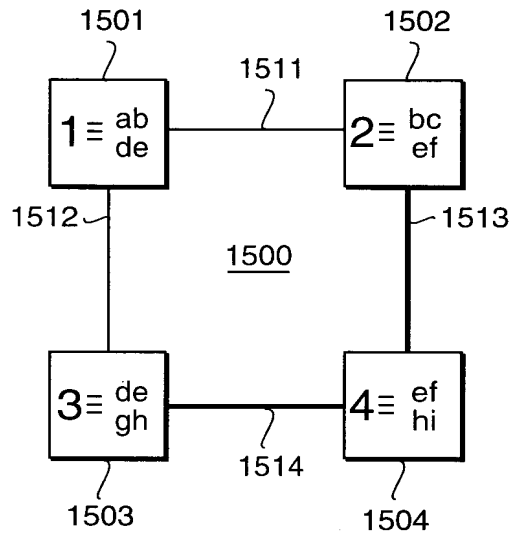 1501
1502
1511
1 ≡ ab
de
2 ≡ bc
ef
1512
1513
1500
3 ≡ de
gh
4 ≡ ef
hi
1514
1503
1504